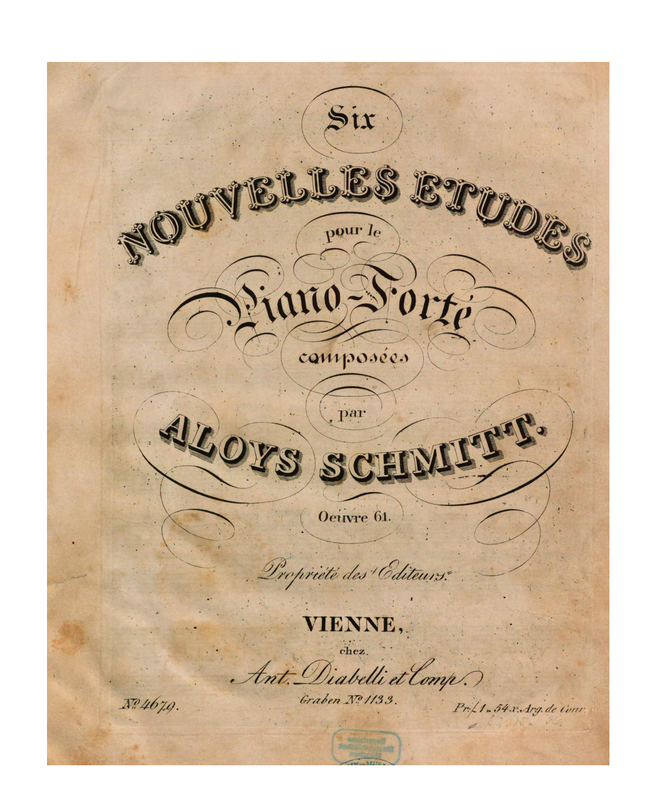 Six
NOUVELLES ETUDES
pour le
Piano-Forté
composées
par
ALOYS SCHMITT.
Oeuvre 61.
Propriété des Editeurs.
VIENNE,
chez
Ant. Diabelli et Comp.
Graben No. 1133.
No. 4679.
Pr. f. 1 _ 54 x. Arg. de Conv.